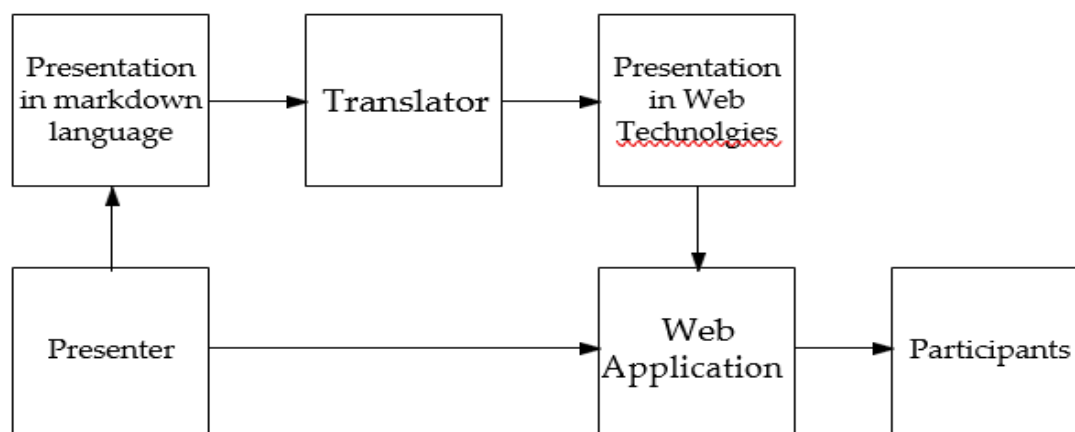 Presentation
in markdown
language
Translator
Presentation
in Web
Technolgies
Presenter
Web
Application
Participants